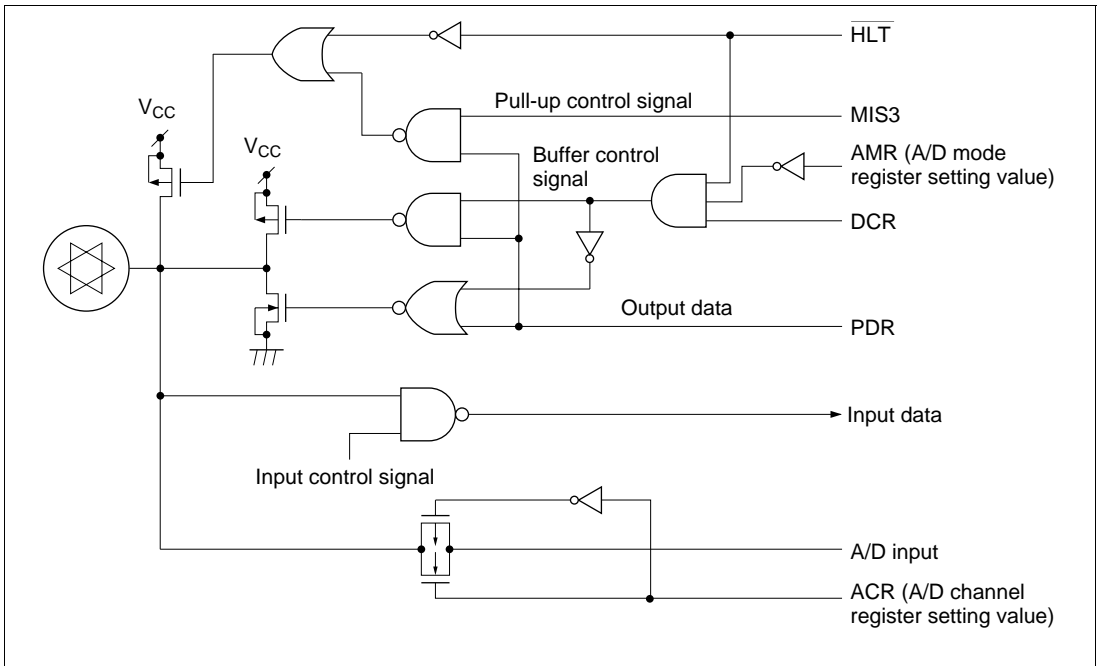 HLT
Pull-up control signal
MIS3
VCC
VCC
Buffer control
signal
AMR (A/D mode
register setting value)
DCR
Output data
PDR
Input data
Input control signal
A/D input
ACR (A/D channel
register setting value)